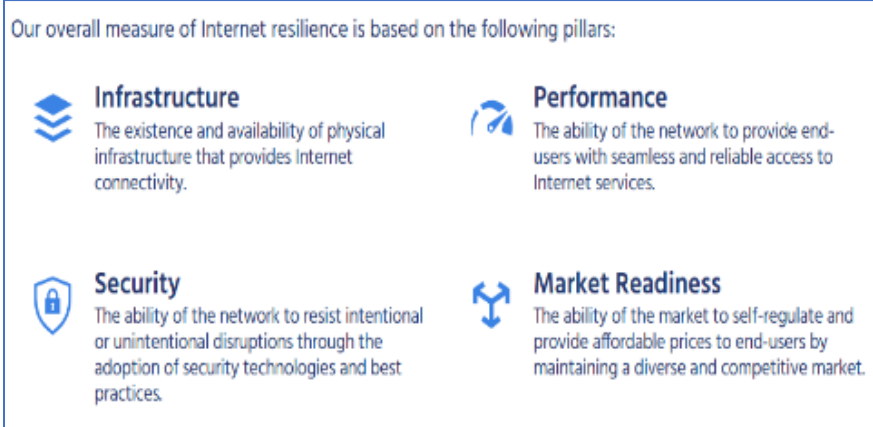 Our overall measure of Internet resilience is based on the following pillars:
Infrastructure
The existence and availability of physical
infrastructure that provides Internet
connectivity.
Performance
The ability of the network to provide end-
users with seamless and reliable access to
Internet services.
Security
The ability of the network to resist intentional
or unintentional disruptions through the
adoption of security technologies and best
practices.
Market Readiness
The ability of the market to self-regulate and
provide affordable prices to end-users by
maintaining a diverse and competitive market.